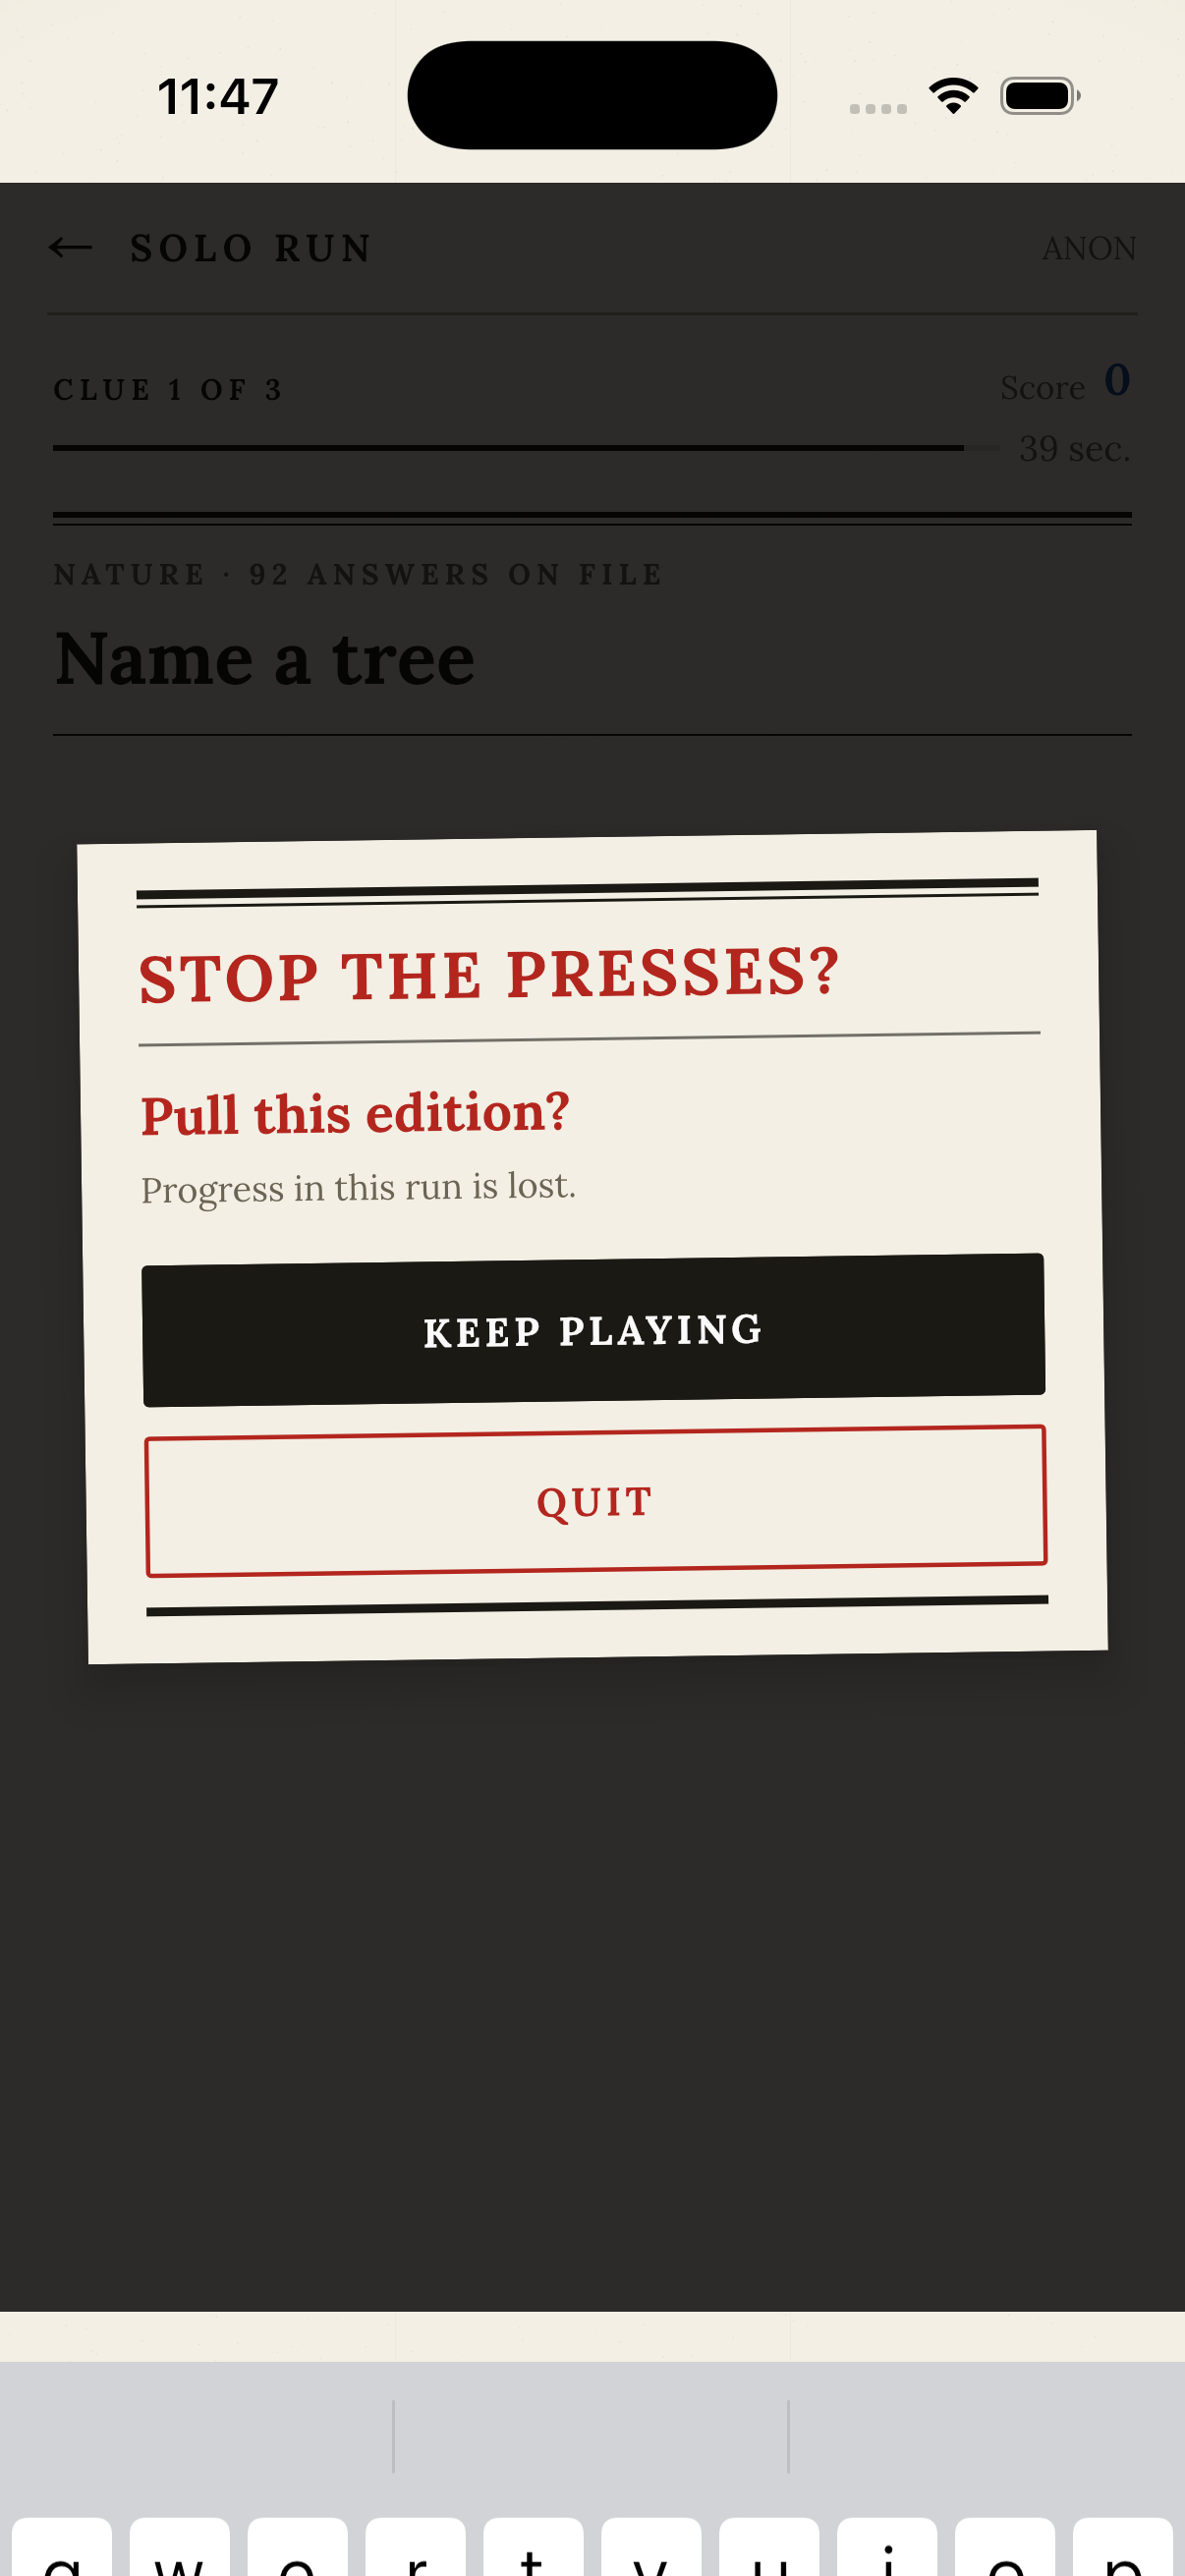 11:47
← SOLO RUN ANON
CLUE 1 OF 3 Score 0
39 sec.
NATURE · 92 ANSWERS ON FILE
Name a tree
STOP THE PRESSES?
Pull this edition?
Progress in this run is lost.
KEEP PLAYING
QUIT
q w e r t y u i o p